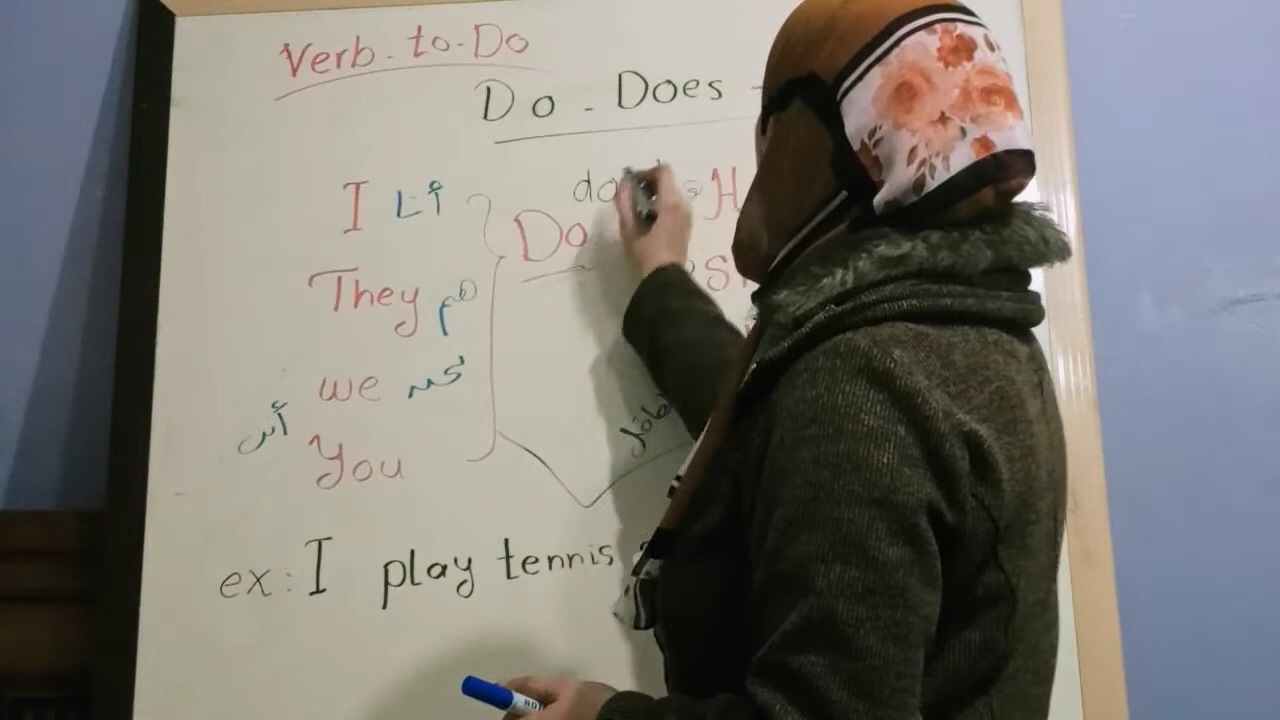 Verb-to-Do
Do - Does -
I أنا
They هم
we نحن
You أنت
Do
do
H
ex: I play tennis